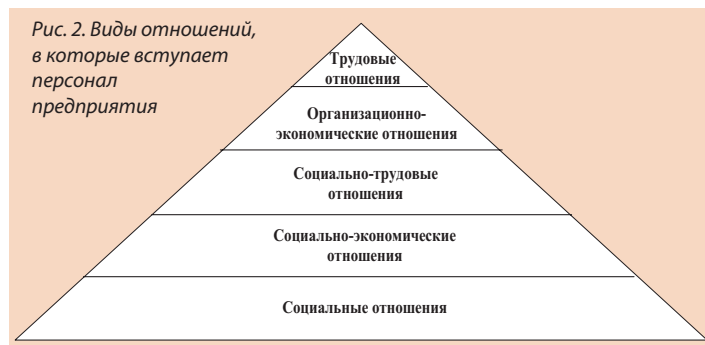 Рис. 2. Виды отношений,
в которые вступает
персонал
предприятия
Трудовые
отношения
Организационно-
экономические отношения
Социально-трудовые
отношения
Социально-экономические
отношения
Социальные отношения